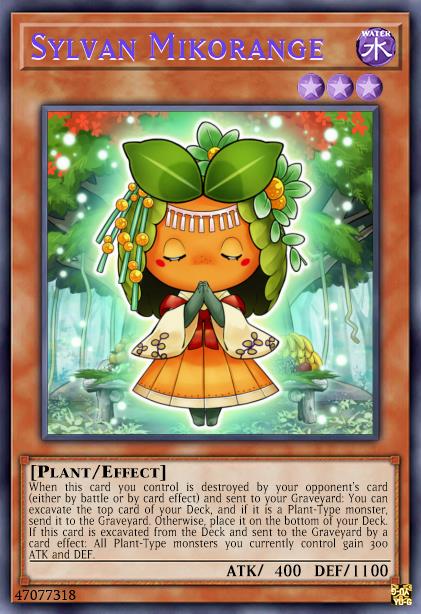 SYLVAN MIKORANGE
WATER
水
[PLANT/EFFECT]
When this card you control is destroyed by your opponent's card
(either by battle or by card effect) and sent to your Graveyard: You can
excavate the top card of your Deck, and if it is a Plant-Type monster,
send it to the Graveyard. Otherwise, place it on the bottom of your Deck.
If this card is excavated from the Deck and sent to the Graveyard by a
card effect: All Plant-Type monsters you currently control gain 300
ATK and DEF.
ATK/ 400 DEF/1100
47077318